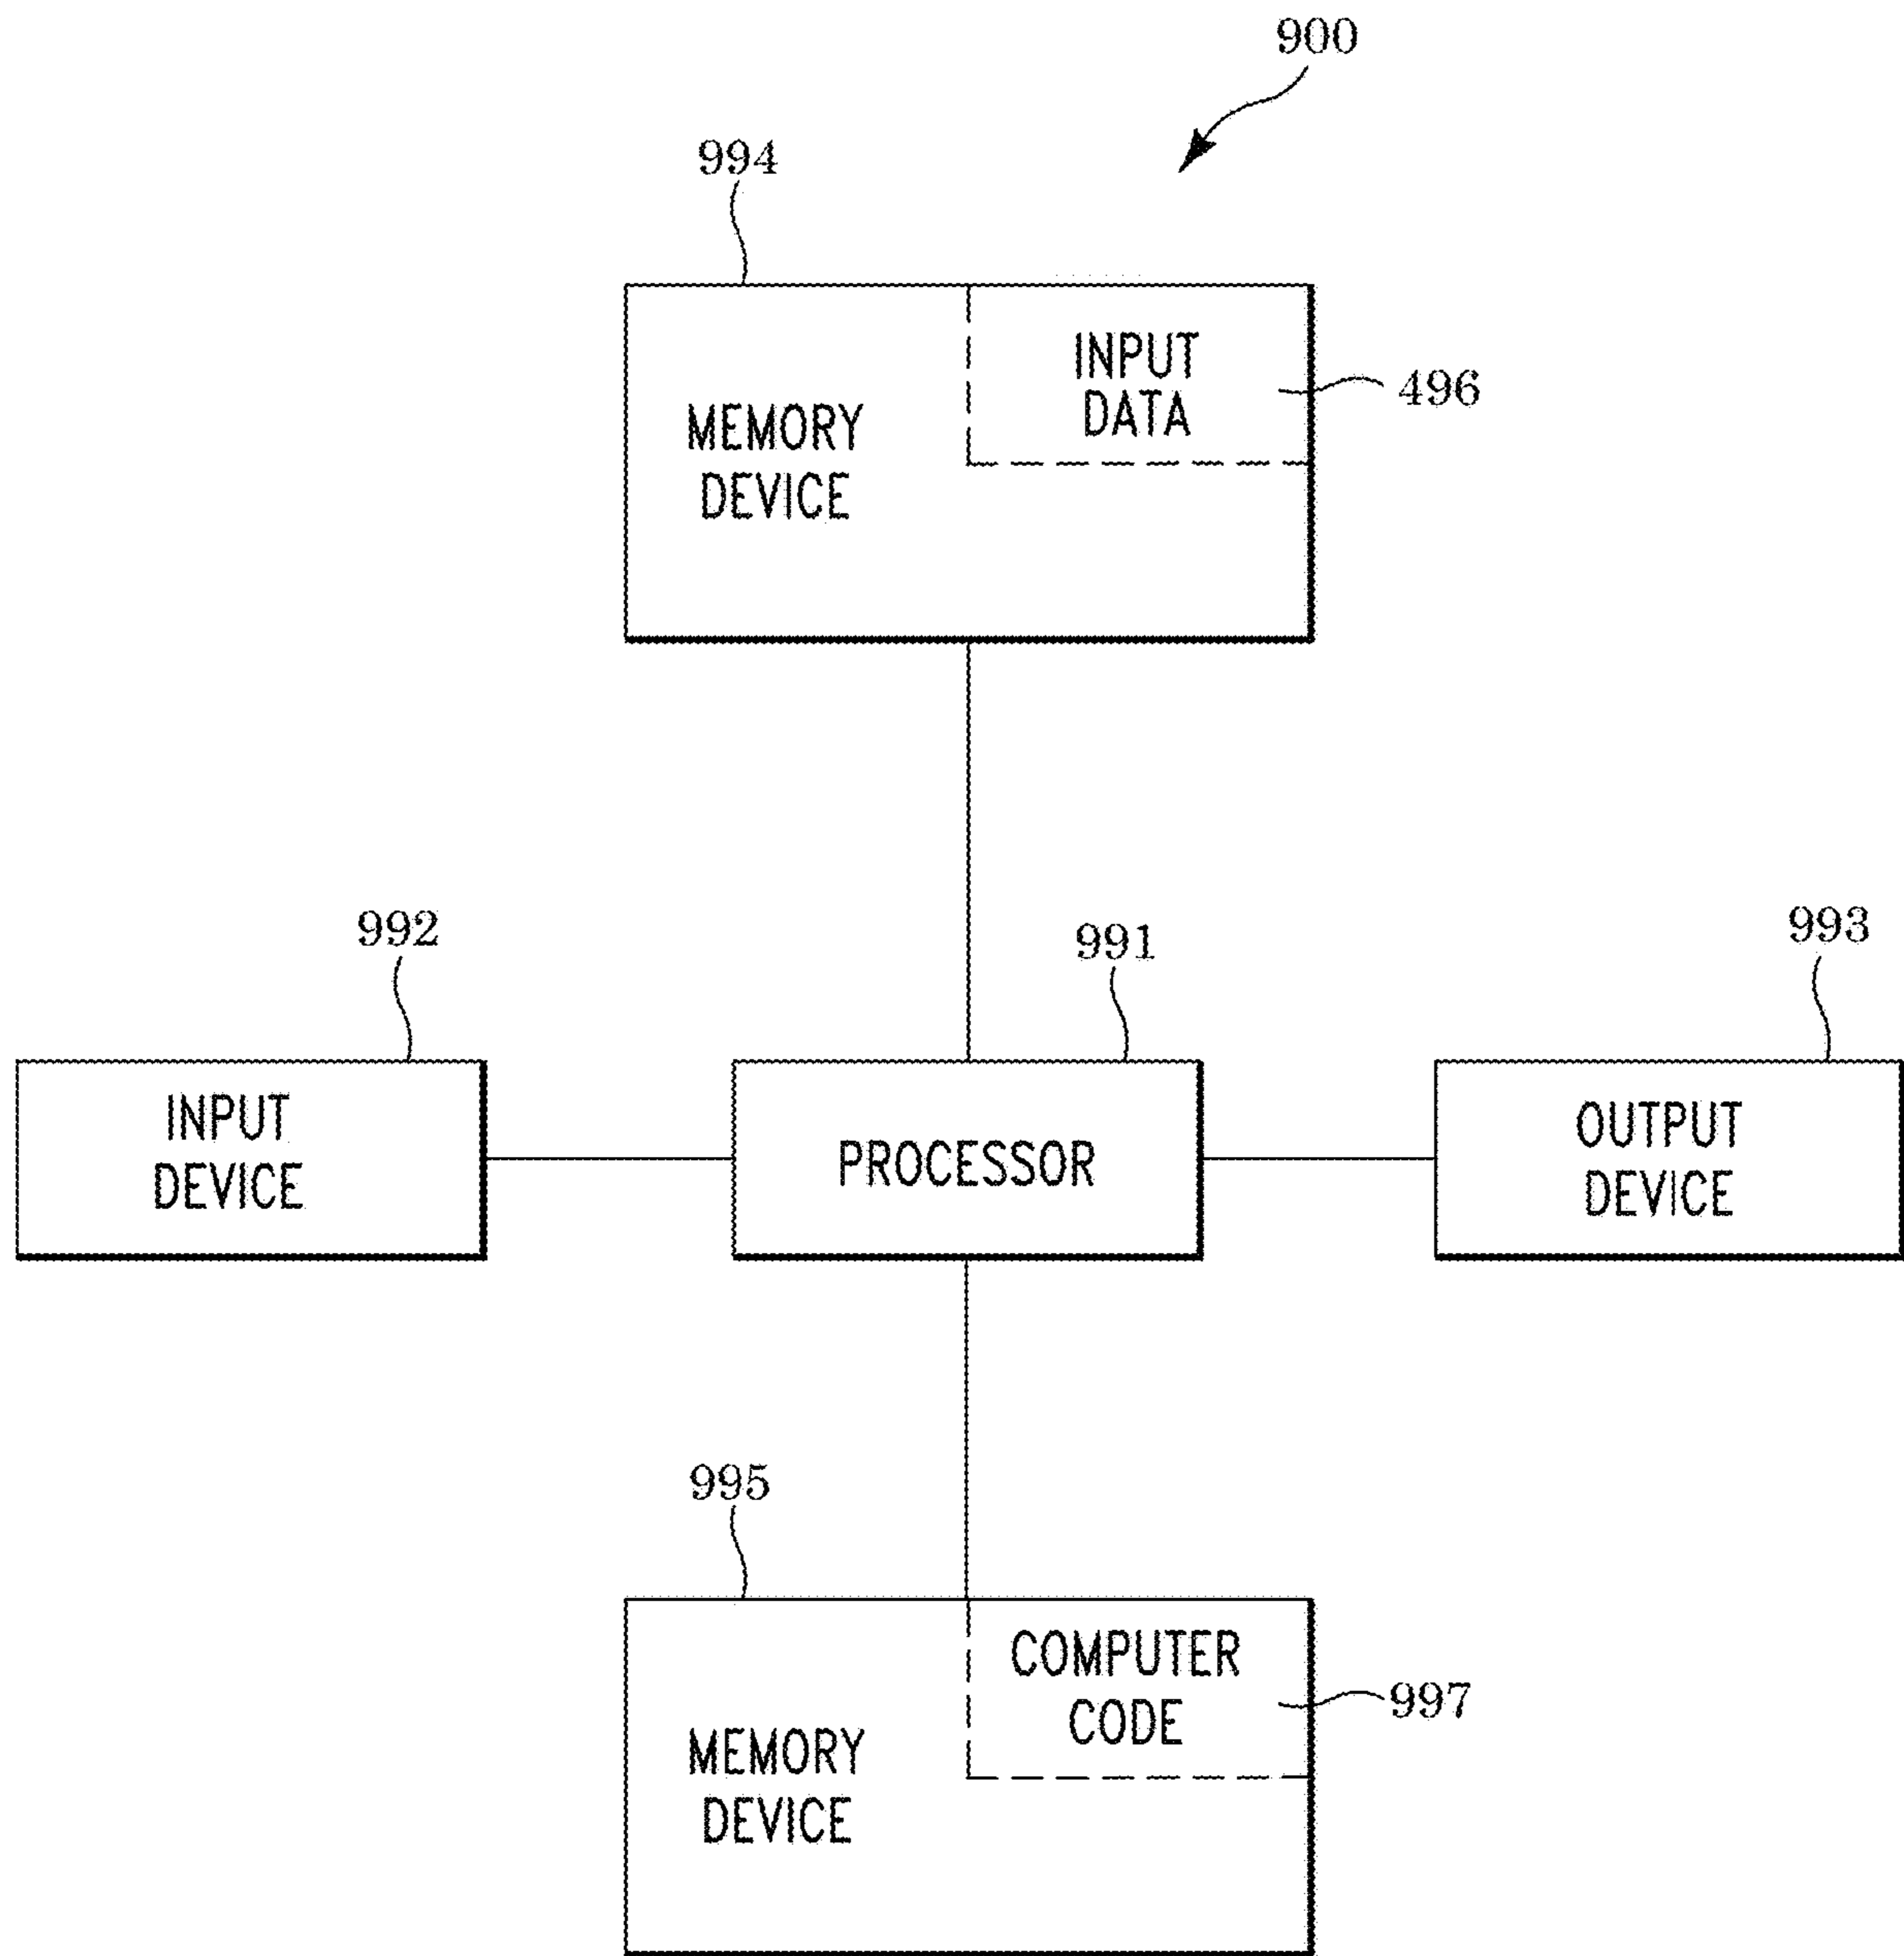 900
994
INPUT
DATA
496
MEMORY
DEVICE
992
991
993
INPUT
DEVICE
PROCESSOR
OUTPUT
DEVICE
995
COMPUTER
CODE
997
MEMORY
DEVICE